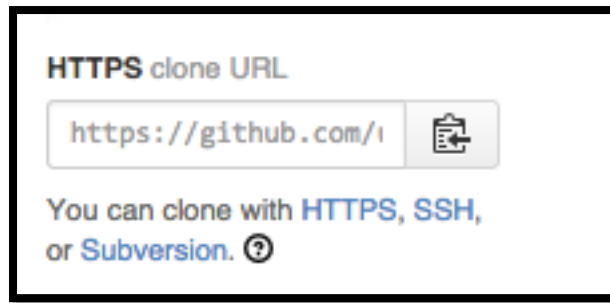 HTTPS clone URL
https://github.com/
You can clone with HTTPS, SSH,
or Subversion. ?